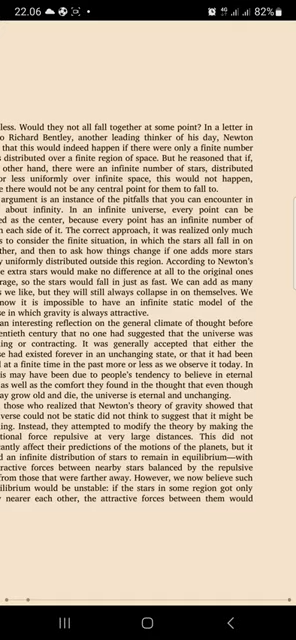 22.06
82%
less. Would they not all fall together at some point? In a letter in
o Richard Bentley, another leading thinker of his day, Newton
that this would indeed happen if there were only a finite number
distributed over a finite region of space. But he reasoned that if,
other hand, there were an infinite number of stars, distributed
or less uniformly over infinite space, this would not happen,
e there would not be any central point for them to fall to.
argument is an instance of the pitfalls that you can encounter in
about infinity. In an infinite universe, every point can be
ed as the center, because every point has an infinite number of
n each side of it. The correct approach, it was realized only much
s to consider the finite situation, in which the stars all fall in on
ther, and then to ask how things change if one adds more stars
y uniformly distributed outside this region. According to Newton's
e extra stars would make no difference at all to the original ones
rage, so the stars would fall in just as fast. We can add as many
s we like, but they will still always collapse in on themselves. We
now it is impossible to have an infinite static model of the
se in which gravity is always attractive.
an interesting reflection on the general climate of thought before
entieth century that no one had suggested that the universe was
ing or contracting. It was generally accepted that either the
se had existed forever in an unchanging state, or that it had been
l at a finite time in the past more or less as we observe it today. In
is may have been due to people's tendency to believe in eternal
as well as the comfort they found in the thought that even though
ay grow old and die, the universe is eternal and unchanging.
those who realized that Newton's theory of gravity showed that
iverse could not be static did not think to suggest that it might be
ing. Instead, they attempted to modify the theory by making the
tional force repulsive at very large distances. This did not
cantly affect their predictions of the motions of the planets, but it
d an infinite distribution of stars to remain in equilibrium—with
tractive forces between nearby stars balanced by the repulsive
from those that were farther away. However, we now believe such
ilibrium would be unstable: if the stars in some region got only
y nearer each other, the attractive forces between them would